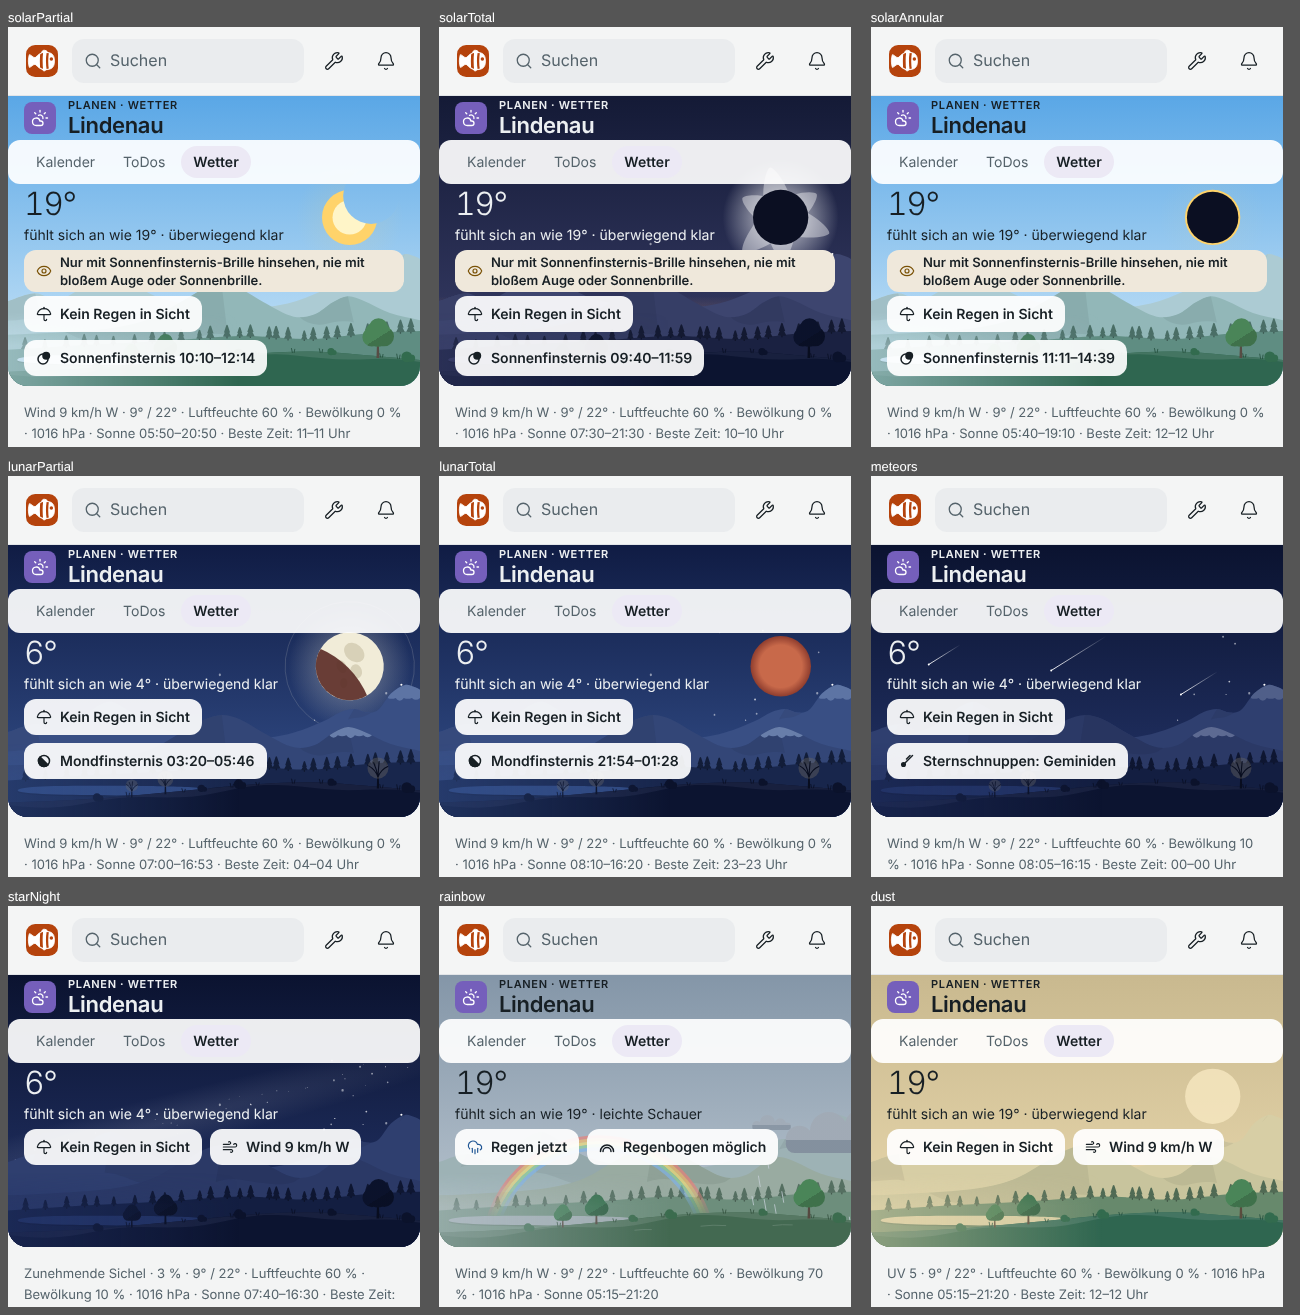 solarPartial
Suchen
PLANEN · WETTER
Lindenau
Kalender ToDos Wetter
19°
fühlt sich an wie 19° · überwiegend klar
Nur mit Sonnenfinsternis-Brille hinsehen, nie mit
bloßem Auge oder Sonnenbrille.
Kein Regen in Sicht
Sonnenfinsternis 10:10–12:14
Wind 9 km/h W · 9° / 22° · Luftfeuchte 60 % · Bewölkung 0 %
· 1016 hPa · Sonne 05:50–20:50 · Beste Zeit: 11–11 Uhr
solarTotal
Suchen
PLANEN · WETTER
Lindenau
Kalender ToDos Wetter
19°
fühlt sich an wie 19° · überwiegend klar
Nur mit Sonnenfinsternis-Brille hinsehen, nie mit
bloßem Auge oder Sonnenbrille.
Kein Regen in Sicht
Sonnenfinsternis 09:40–11:59
Wind 9 km/h W · 9° / 22° · Luftfeuchte 60 % · Bewölkung 0 %
· 1016 hPa · Sonne 07:30–21:30 · Beste Zeit: 10–10 Uhr
solarAnnular
Suchen
PLANEN · WETTER
Lindenau
Kalender ToDos Wetter
19°
fühlt sich an wie 19° · überwiegend klar
Nur mit Sonnenfinsternis-Brille hinsehen, nie mit
bloßem Auge oder Sonnenbrille.
Kein Regen in Sicht
Sonnenfinsternis 11:11–14:39
Wind 9 km/h W · 9° / 22° · Luftfeuchte 60 % · Bewölkung 0 %
· 1016 hPa · Sonne 05:40–19:10 · Beste Zeit: 12–12 Uhr
lunarPartial
Suchen
PLANEN · WETTER
Lindenau
Kalender ToDos Wetter
6°
fühlt sich an wie 4° · überwiegend klar
Kein Regen in Sicht
Mondfinsternis 03:20–05:46
Wind 9 km/h W · 9° / 22° · Luftfeuchte 60 % · Bewölkung 0 %
· 1016 hPa · Sonne 07:00–16:53 · Beste Zeit: 04–04 Uhr
lunarTotal
Suchen
PLANEN · WETTER
Lindenau
Kalender ToDos Wetter
6°
fühlt sich an wie 4° · überwiegend klar
Kein Regen in Sicht
Mondfinsternis 21:54–01:28
Wind 9 km/h W · 9° / 22° · Luftfeuchte 60 % · Bewölkung 0 %
· 1016 hPa · Sonne 08:10–16:20 · Beste Zeit: 23–23 Uhr
meteors
Suchen
PLANEN · WETTER
Lindenau
Kalender ToDos Wetter
6°
fühlt sich an wie 4° · überwiegend klar
Kein Regen in Sicht
Sternschnuppen: Geminiden
Wind 9 km/h W · 9° / 22° · Luftfeuchte 60 % · Bewölkung 10
% · 1016 hPa · Sonne 08:05–16:15 · Beste Zeit: 00–00 Uhr
starNight
Suchen
PLANEN · WETTER
Lindenau
Kalender ToDos Wetter
6°
fühlt sich an wie 4° · überwiegend klar
Kein Regen in Sicht Wind 9 km/h W
Zunehmende Sichel · 3 % · 9° / 22° · Luftfeuchte 60 % ·
Bewölkung 10 % · 1016 hPa · Sonne 07:40–16:30 · Beste Zeit:
rainbow
Suchen
PLANEN · WETTER
Lindenau
Kalender ToDos Wetter
19°
fühlt sich an wie 19° · leichte Schauer
Regen jetzt Regenbogen möglich
Wind 9 km/h W · 9° / 22° · Luftfeuchte 60 % · Bewölkung 70
% · 1016 hPa · Sonne 05:15–21:20
dust
Suchen
PLANEN · WETTER
Lindenau
Kalender ToDos Wetter
19°
fühlt sich an wie 19° · überwiegend klar
Kein Regen in Sicht Wind 9 km/h W
UV 5 · 9° / 22° · Luftfeuchte 60 % · Bewölkung 0 % · 1016 hPa
· Sonne 05:15–21:20 · Beste Zeit: 12–12 Uhr